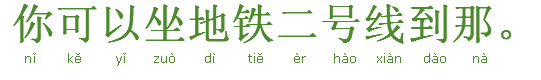 你可以坐地铁二号线到那。
nǐ kě yǐ zuò dì tiě èr hào xiàn dào nà